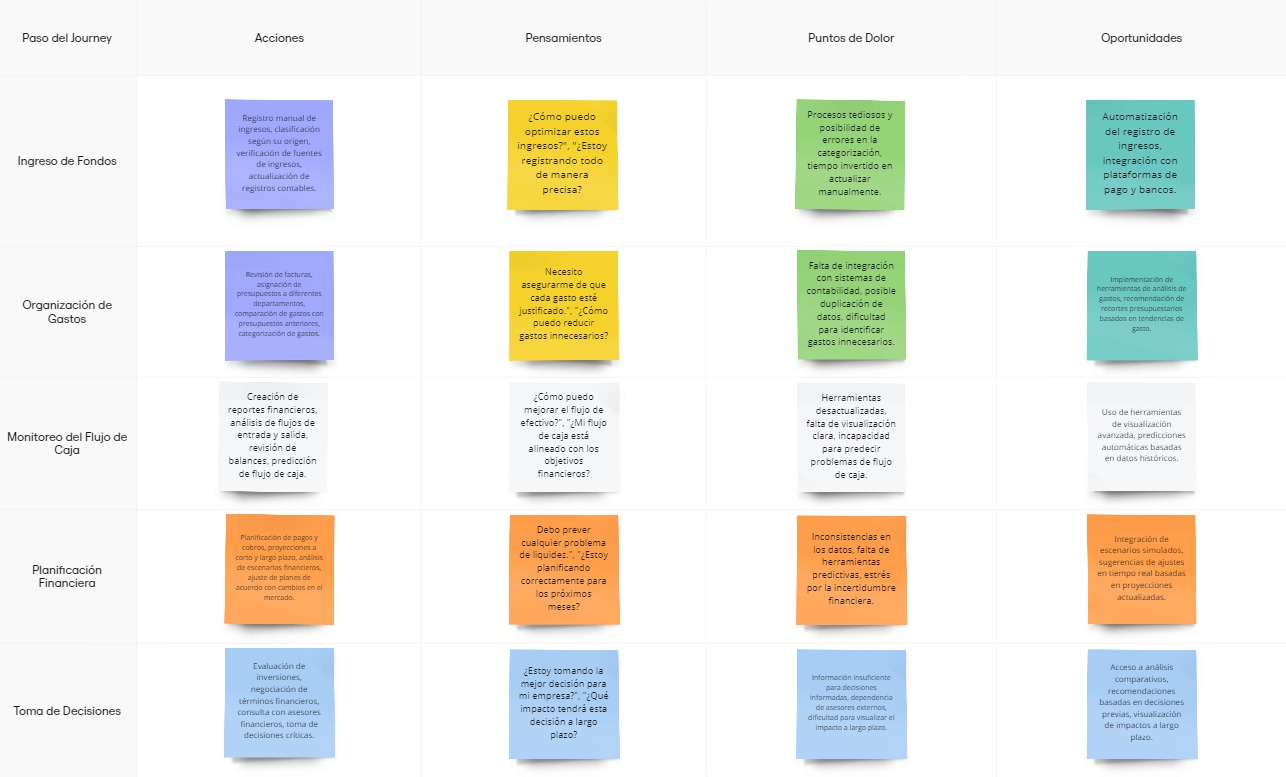 Paso del Journey
Acciones
Pensamientos
Puntos de Dolor
Oportunidades
Ingreso de Fondos
Registro manual de
ingresos, clasificación
según su origen,
verificación de fuentes
de ingresos,
actualización de
registros contables.
¿Cómo puedo
optimizar estos
ingresos?", "¿Estoy
registrando todo
de manera
precisa?
Procesos tediosos y
posibilidad de
errores en la
categorización,
tiempo invertido en
actualizar
manualmente.
Automatización
del registro de
ingresos,
integración con
plataformas de
pago y bancos.
Organización de
Gastos
Revisión de facturas,
asignación de
presupuestos a diferentes
departamentos,
comparación de gastos con
presupuestos anteriores,
categorización de gastos.
Necesito
asegurarme de que
cada gasto esté
justificado.", "¿Cómo
puedo reducir
gastos innecesarios?
Falta de integración
con sistemas de
contabilidad, posible
duplicación de
datos, dificultad
para identificar
gastos innecesarios.
Implementación de
herramientas de análisis de
gastos, recomendación de
recortes presupuestarios
basados en tendencias de
gasto.
Monitoreo del Flujo de
Caja
Creación de
reportes financieros,
análisis de flujos de
entrada y salida,
revisión de
balances, predicción
de flujo de caja.
¿Cómo puedo
mejorar el flujo de
efectivo?", "¿Mi flujo
de caja está
alineado con los
objetivos
financieros?
Herramientas
desactualizadas,
falta de visualización
clara, incapacidad
para predecir
problemas de flujo
de caja.
Uso de herramientas
de visualización
avanzada, predicciones
automáticas basadas
en datos históricos.
Planificación
Financiera
Planificación de pagos y
cobros, proyecciones a
corto y largo plazo, análisis
de escenarios financieros,
ajuste de planes de
acuerdo con cambios en el
mercado.
Debo prever
cualquier problema
de liquidez.", "¿Estoy
planificando
correctamente para
los próximos
meses?
Inconsistencias en
los datos, falta de
herramientas
predictivas, estrés
por la incertidumbre
financiera.
Integración de
escenarios simulados,
sugerencias de ajustes
en tiempo real basadas
en proyecciones
actualizadas.
Toma de Decisiones
Evaluación de
inversiones,
negociación de
términos financieros,
consulta con asesores
financieros, toma de
decisiones críticas.
¿Estoy tomando la
mejor decisión para
mi empresa?", "¿Qué
impacto tendrá esta
decisión a largo
plazo?
Información insuficiente
para decisiones
informadas, dependencia
de asesores externos,
dificultad para visualizar el
impacto a largo plazo.
Acceso a análisis
comparativos,
recomendaciones
basadas en decisiones
previas, visualización
de impactos a largo
plazo.